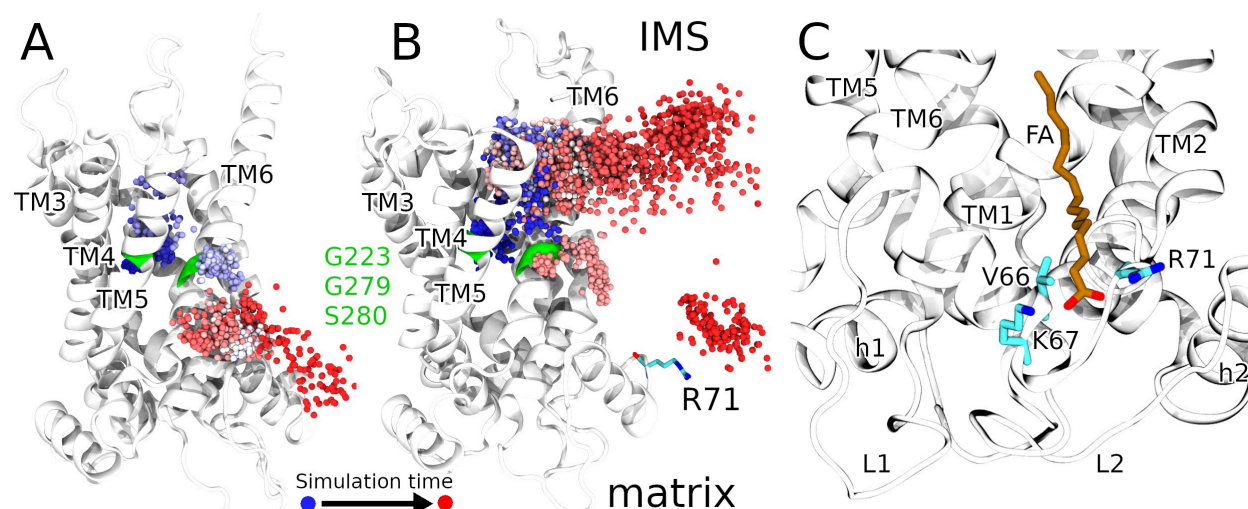 A
TM3
TM6
TM4
TM5
B
IMS
TM6
TM3
TM4
TM5
G223
G279
S280
R71
Simulation time
matrix
C
TM5
TM6
FA
TM2
TM1
V66
R71
K67
h1
h2
L1
L2